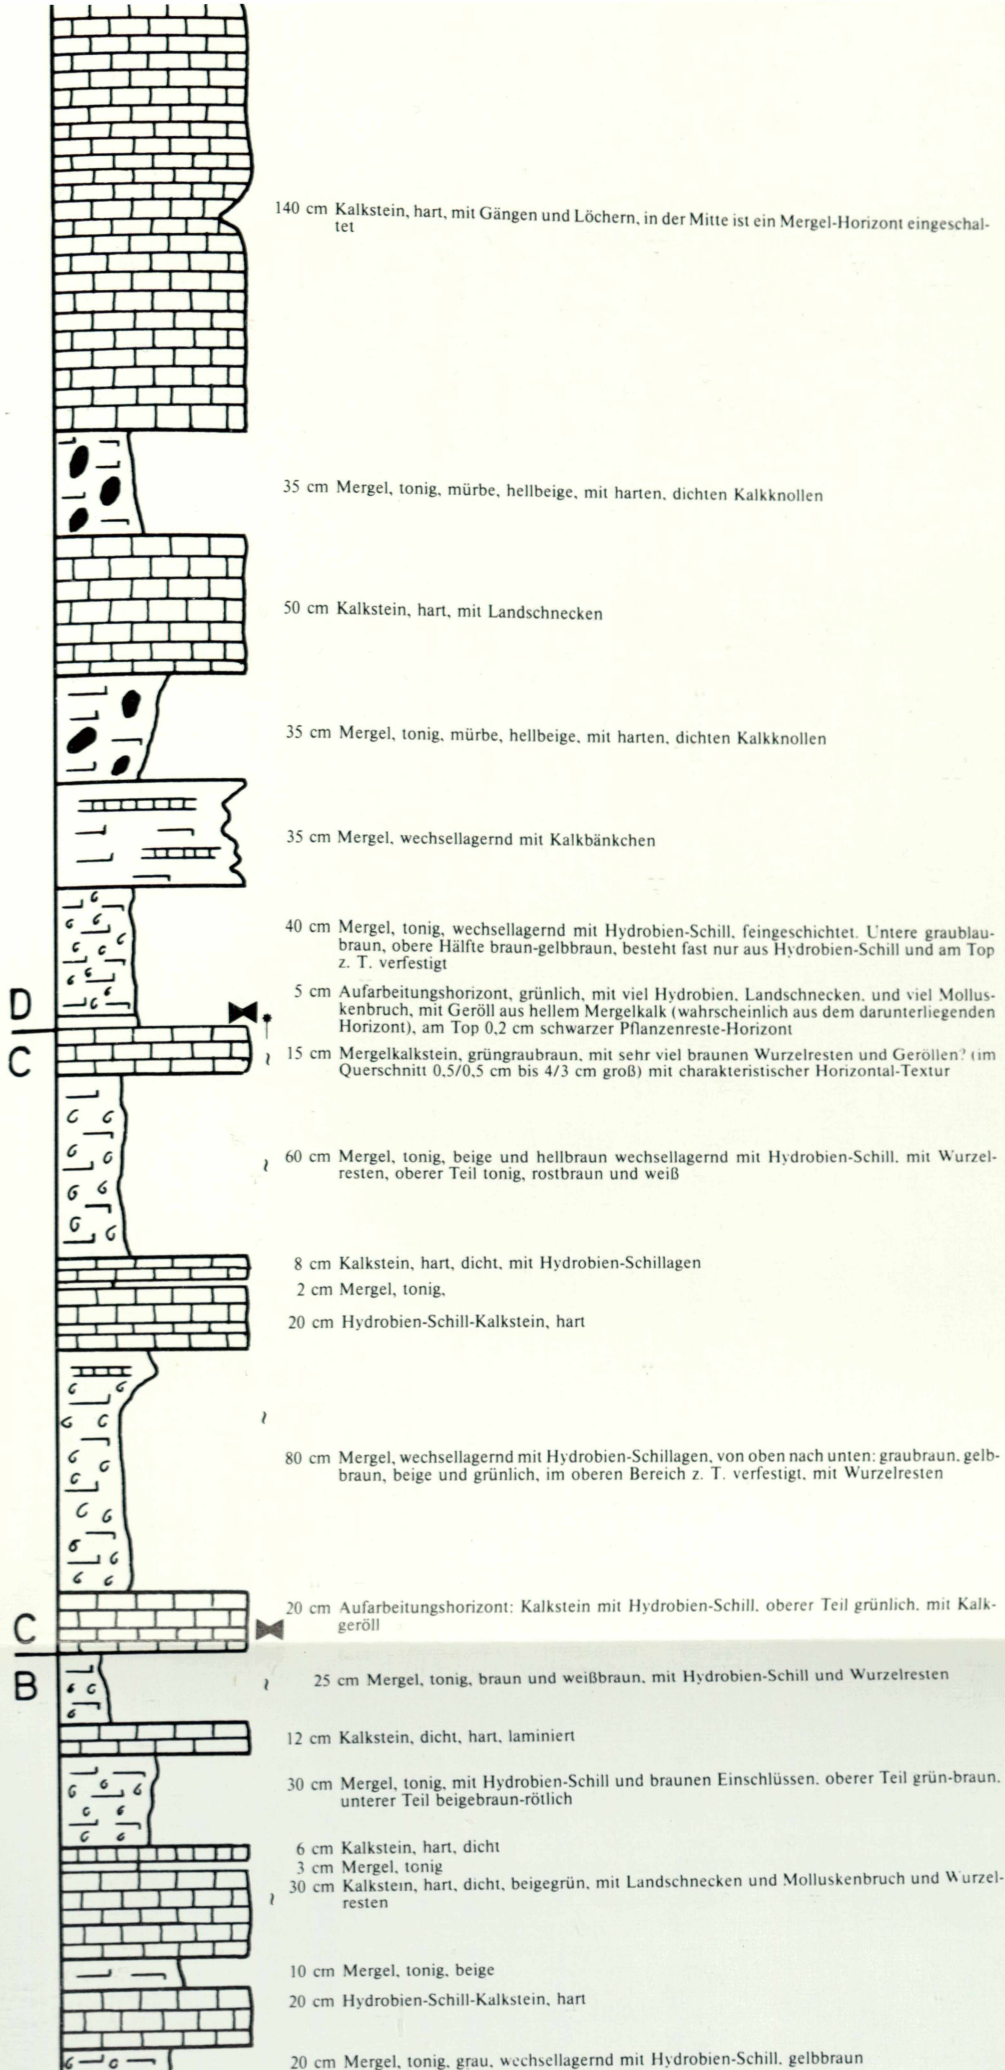 140 cm Kalkstein, hart, mit Gängen und Löchern, in der Mitte ist ein Mergel-Horizont eingeschal-
tet
35 cm Mergel, tonig, mürbe, hellbeige, mit harten, dichten Kalkknollen
50 cm Kalkstein, hart, mit Landschnecken
35 cm Mergel, tonig, mürbe, hellbeige, mit harten, dichten Kalkknollen
35 cm Mergel, wechsellagernd mit Kalkbänkchen
40 cm Mergel, tonig, wechsellagernd mit Hydrobien-Schill, feingeschichtet. Untere graublau-
braun, obere Hälfte braun-gelbbraun, besteht fast nur aus Hydrobien-Schill und am Top
z. T. verfestigt
D
5 cm Aufarbeitungshorizont, grünlich, mit viel Hydrobien, Landschnecken, und viel Mollus-
kenbruch, mit Geröll aus hellem Mergelkalk (wahrscheinlich aus dem darunterliegenden
Horizont), am Top 0,2 cm schwarzer Pflanzenreste-Horizont
C
15 cm Mergelkalkstein, grüngraubraun, mit sehr viel braunen Wurzelresten und Geröllen? (im
Querschnitt 0,5/0,5 cm bis 4/3 cm groß) mit charakteristischer Horizontal-Textur
60 cm Mergel, tonig, beige und hellbraun wechsellagernd mit Hydrobien-Schill, mit Wurzel-
resten, oberer Teil tonig, rostbraun und weiß
8 cm Kalkstein, hart, dicht, mit Hydrobien-Schillagen
2 cm Mergel, tonig,
20 cm Hydrobien-Schill-Kalkstein, hart
80 cm Mergel, wechsellagernd mit Hydrobien-Schillagen, von oben nach unten: graubraun, gelb-
braun, beige und grünlich, im oberen Bereich z. T. verfestigt, mit Wurzelresten
C
20 cm Aufarbeitungshorizont: Kalkstein mit Hydrobien-Schill, oberer Teil grünlich, mit Kalk-
geröll
B
25 cm Mergel, tonig, braun und weißbraun, mit Hydrobien-Schill und Wurzelresten
12 cm Kalkstein, dicht, hart, laminiert
30 cm Mergel, tonig, mit Hydrobien-Schill und braunen Einschlüssen, oberer Teil grün-braun,
unterer Teil beigebraun-rötlich
6 cm Kalkstein, hart, dicht
3 cm Mergel, tonig
30 cm Kalkstein, hart, dicht, beigegrün, mit Landschnecken und Molluskenbruch und Wurzel-
resten
10 cm Mergel, tonig, beige
20 cm Hydrobien-Schill-Kalkstein, hart
20 cm Mergel, tonig, grau, wechsellagernd mit Hydrobien-Schill, gelbbraun